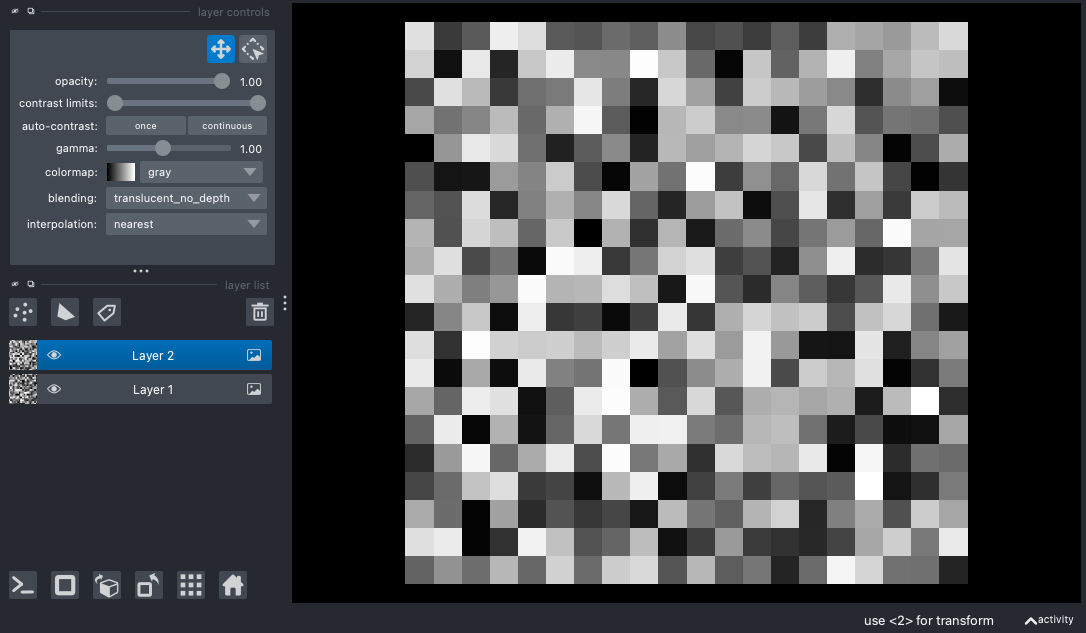 layer controls
opacity: 1.00
contrast limits:
auto-contrast: once continuous
gamma: 1.00
colormap: gray
blending: translucent_no_depth
interpolation: nearest
layer list
Layer 2
Layer 1
use <2> for transform activity